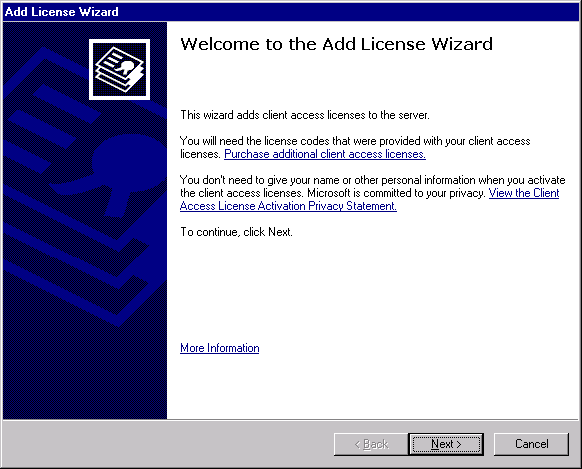 Add License Wizard
Welcome to the Add License Wizard
This wizard adds client access licenses to the server.
You will need the license codes that were provided with your client access
licenses. Purchase additional client access licenses.
You don't need to give your name or other personal information when you activate
the client access licenses. Microsoft is committed to your privacy. View the Client
Access License Activation Privacy Statement.
To continue, click Next.
More Information
< Back Next > Cancel